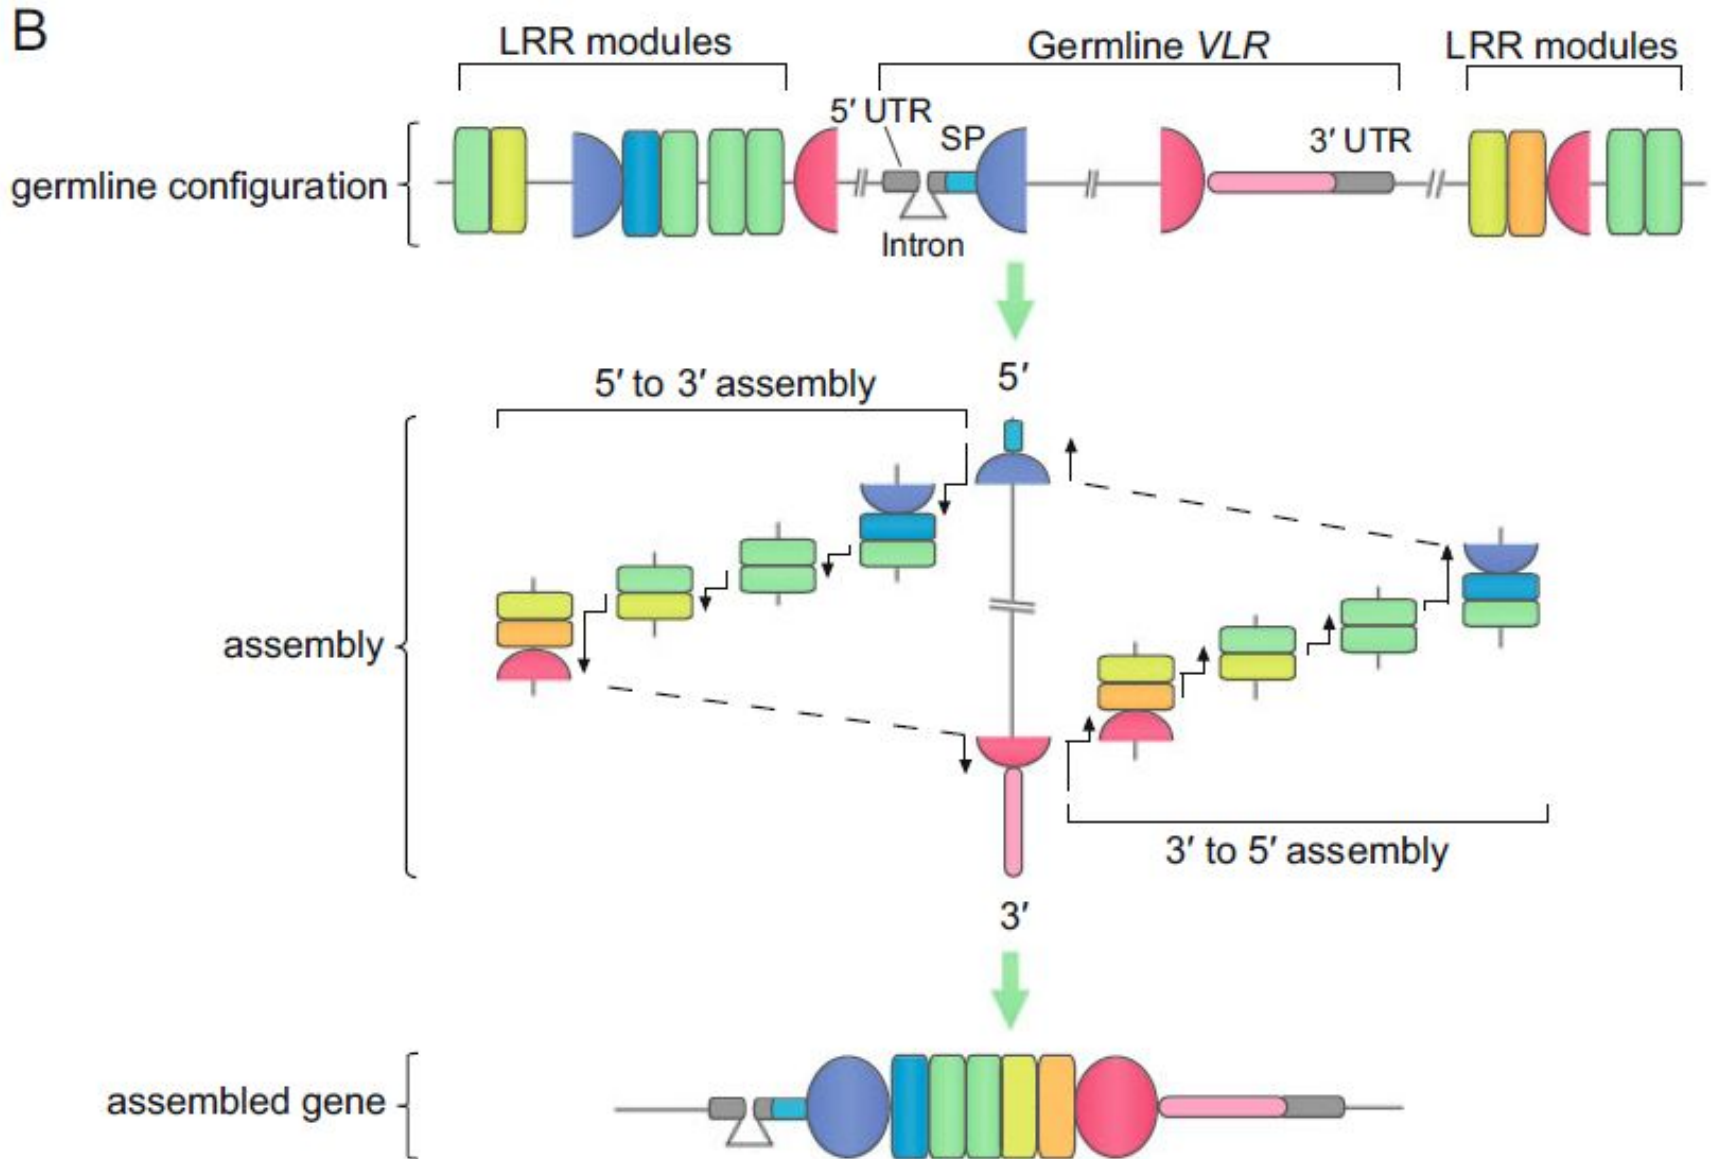 B
LRR modules
Germline VLR
LRR modules
5′ UTR
SP
3′ UTR
germline configuration
Intron
5′ to 3′ assembly
5′
assembly
3′ to 5′ assembly
3′
assembled gene